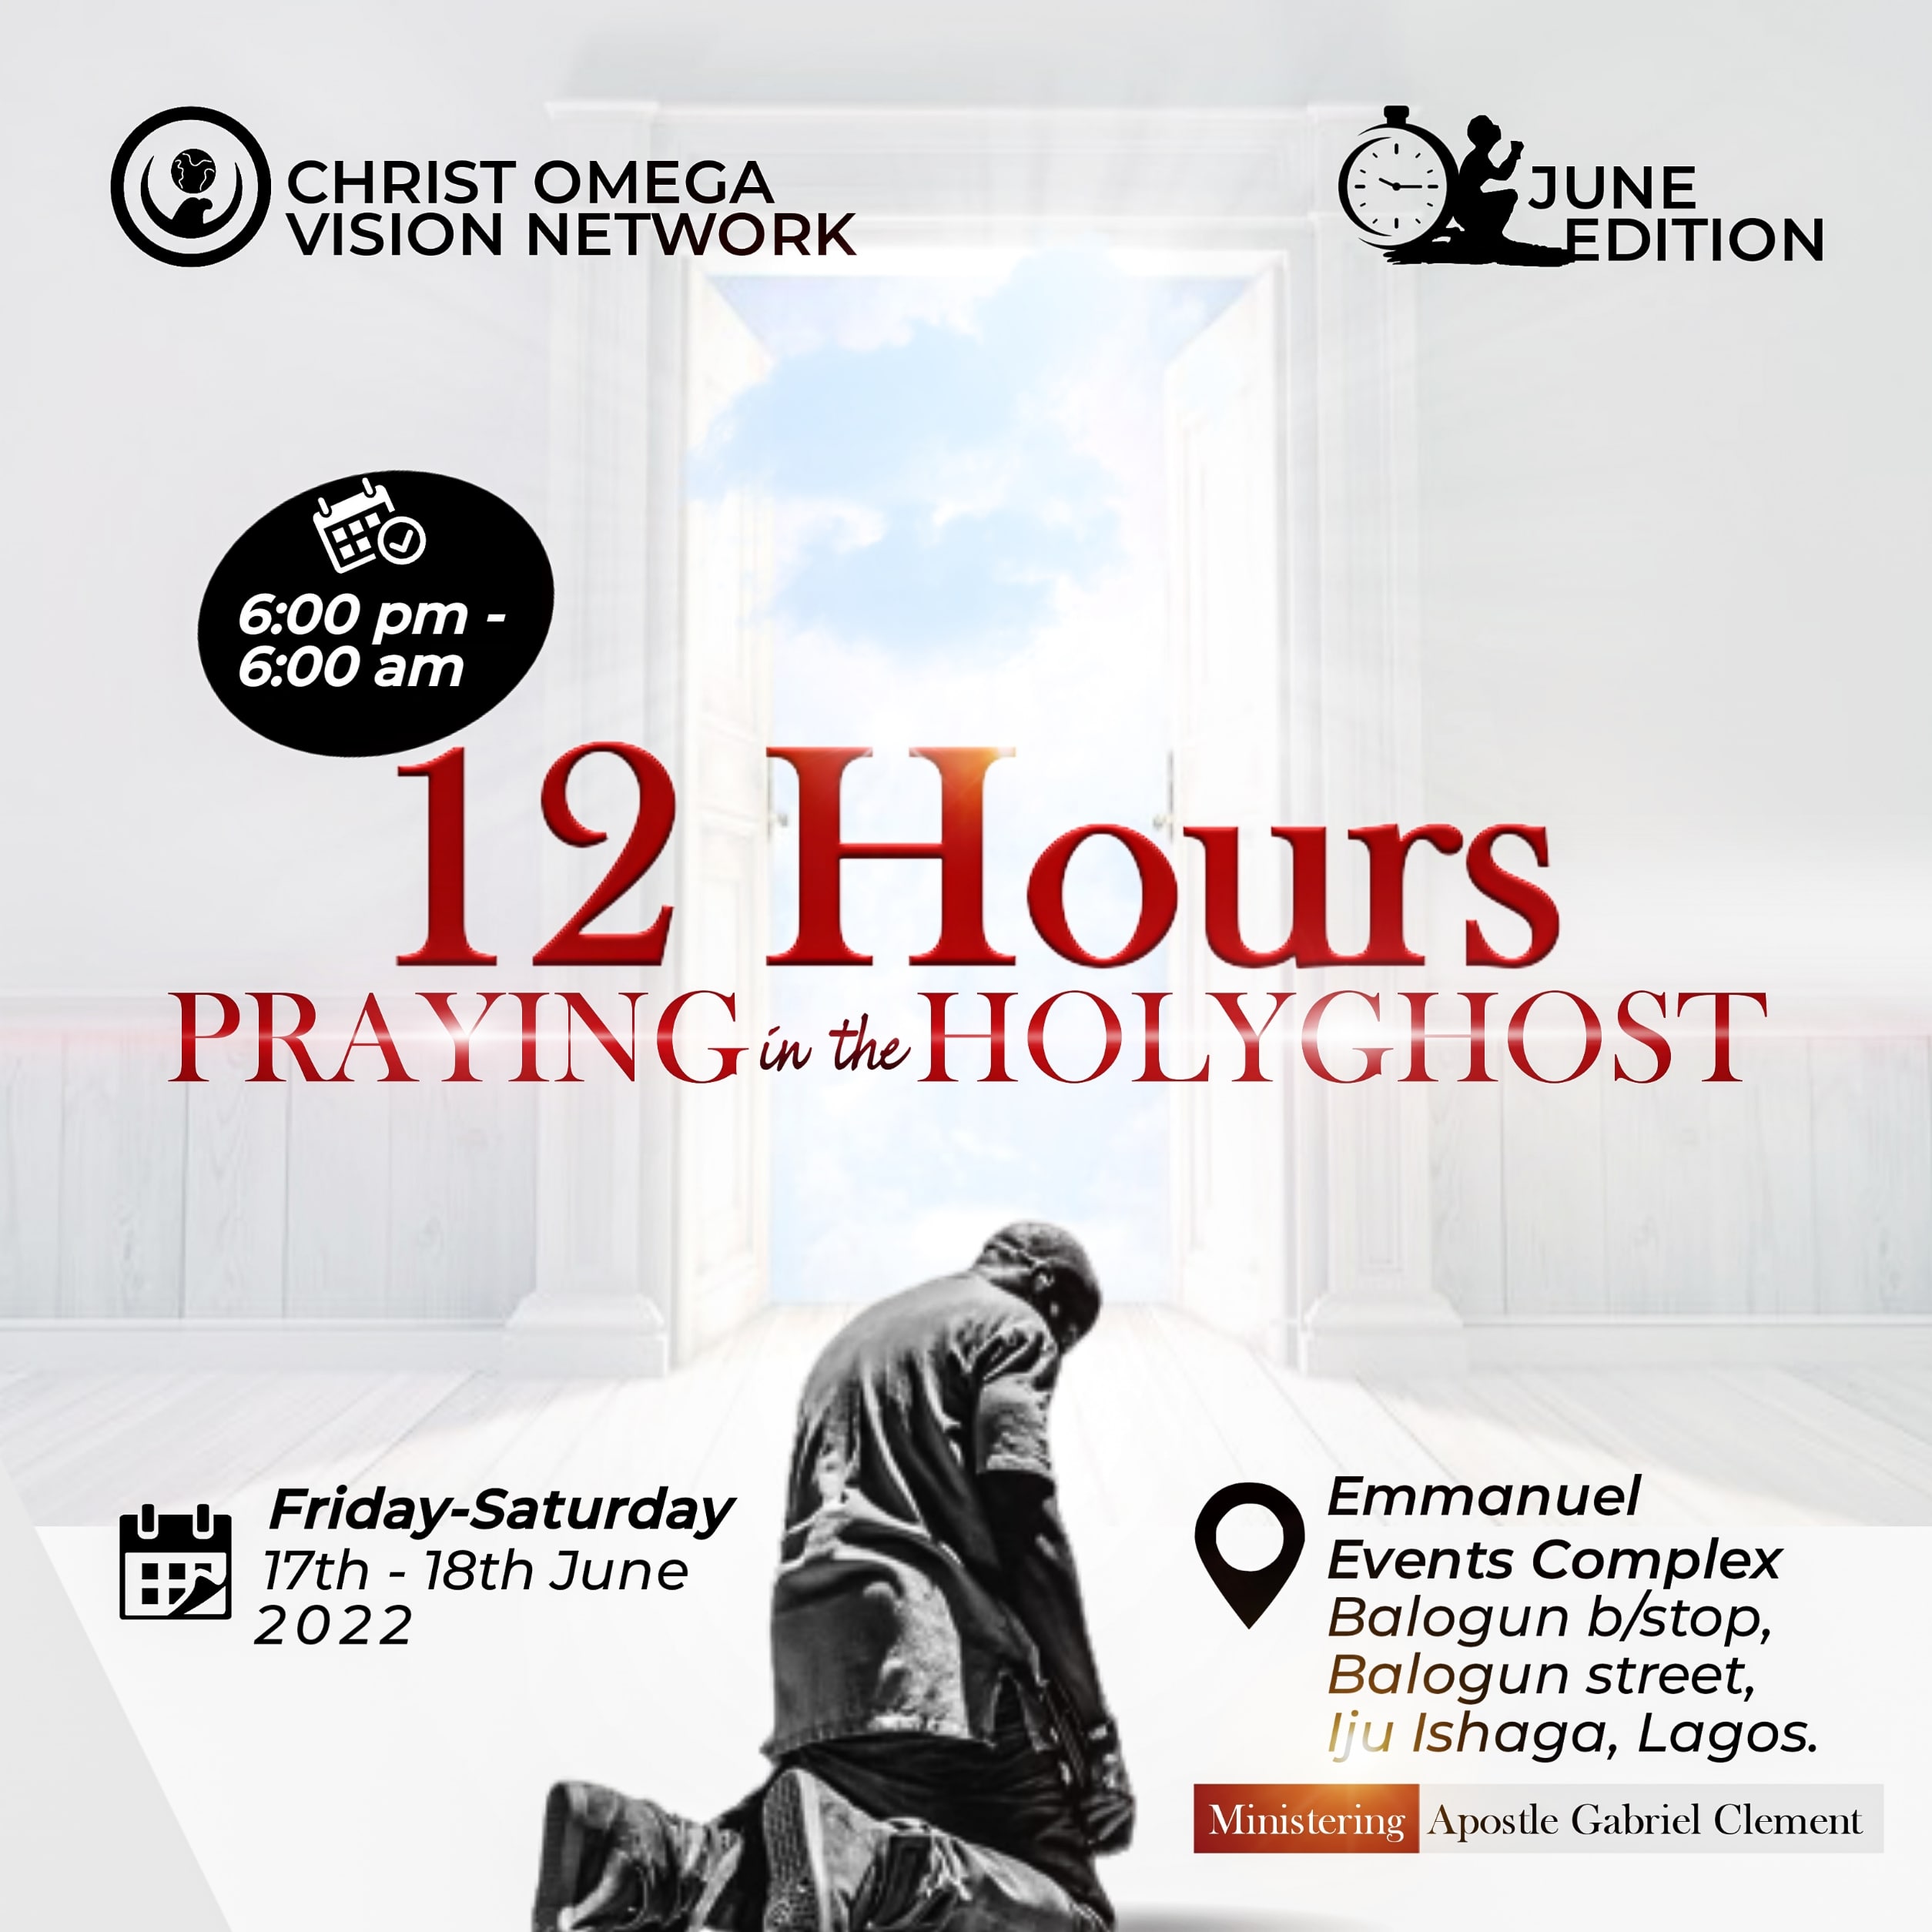 CHRIST OMEGA
VISION NETWORK
JUNE
EDITION
6:00 pm -
6:00 am
12 Hours
PRAYING in the HOLYGHOST
Friday-Saturday
17th - 18th June
2022
Emmanuel
Events Complex
Balogun b/stop,
Balogun street,
Iju Ishaga, Lagos.
Ministering Apostle Gabriel Clement